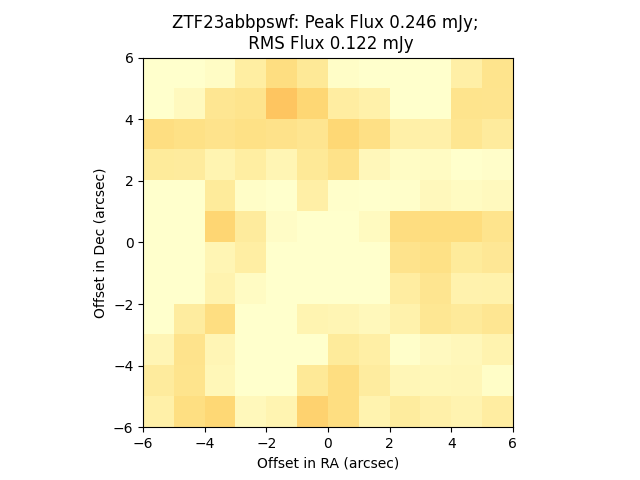 ZTF23abbpswf: Peak Flux 0.246 mJy;
RMS Flux 0.122 mJy
6
4
2
0
−2
−4
−6
Offset in Dec (arcsec)
−6 −4 −2 0 2 4 6
Offset in RA (arcsec)